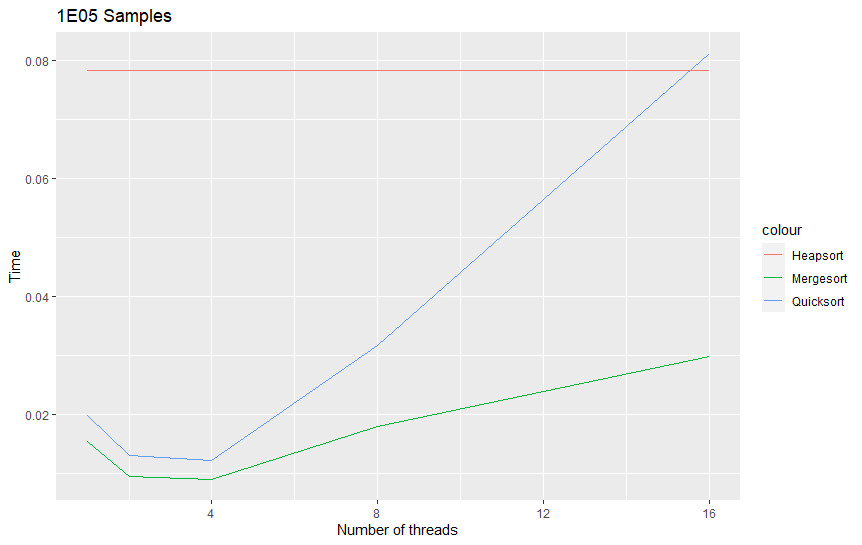 1E05 Samples
0.08
0.06
0.04
0.02
Time
4 8 12 16
Number of threads
colour
Heapsort
Mergesort
Quicksort